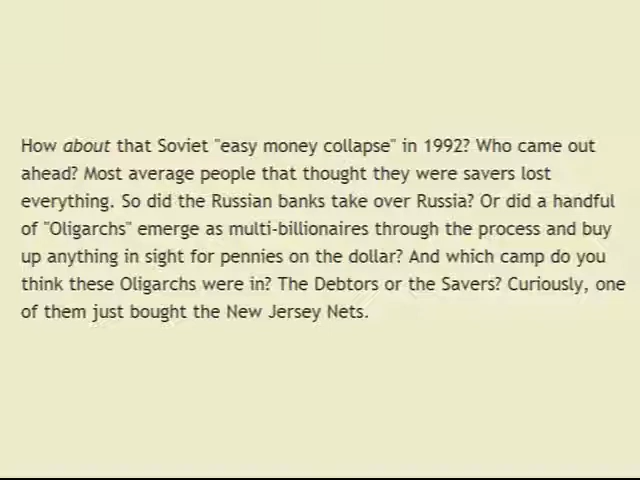 How about that Soviet "easy money collapse" in 1992? Who came out
ahead? Most average people that thought they were savers lost
everything. So did the Russian banks take over Russia? Or did a handful
of "Oligarchs" emerge as multi-billionaires through the process and buy
up anything in sight for pennies on the dollar? And which camp do you
think these Oligarchs were in? The Debtors or the Savers? Curiously, one
of them just bought the New Jersey Nets.